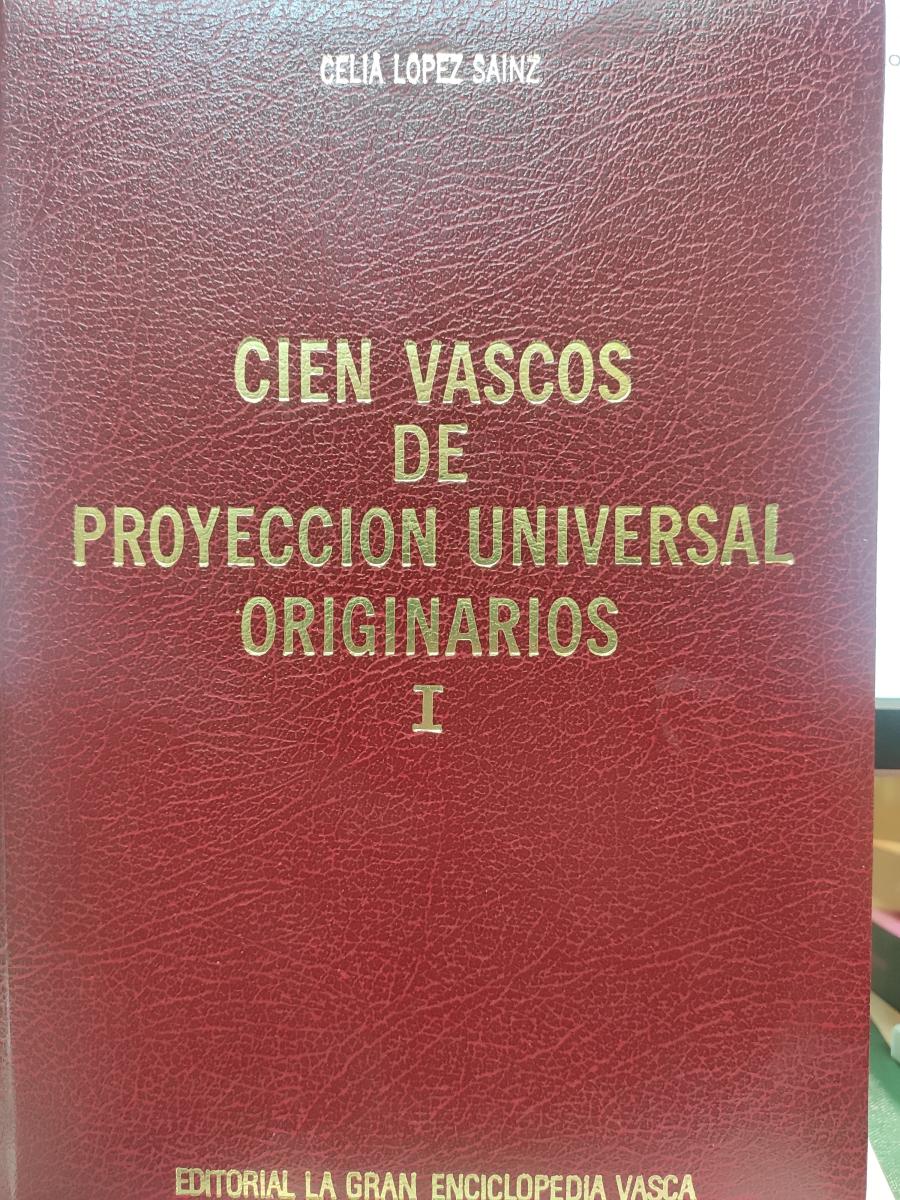 CELIA LOPEZ SAINZ
CIEN VASCOS
DE
PROYECCION UNIVERSAL
ORIGINARIOS
I
EDITORIAL LA GRAN ENCICLOPEDIA VASCA